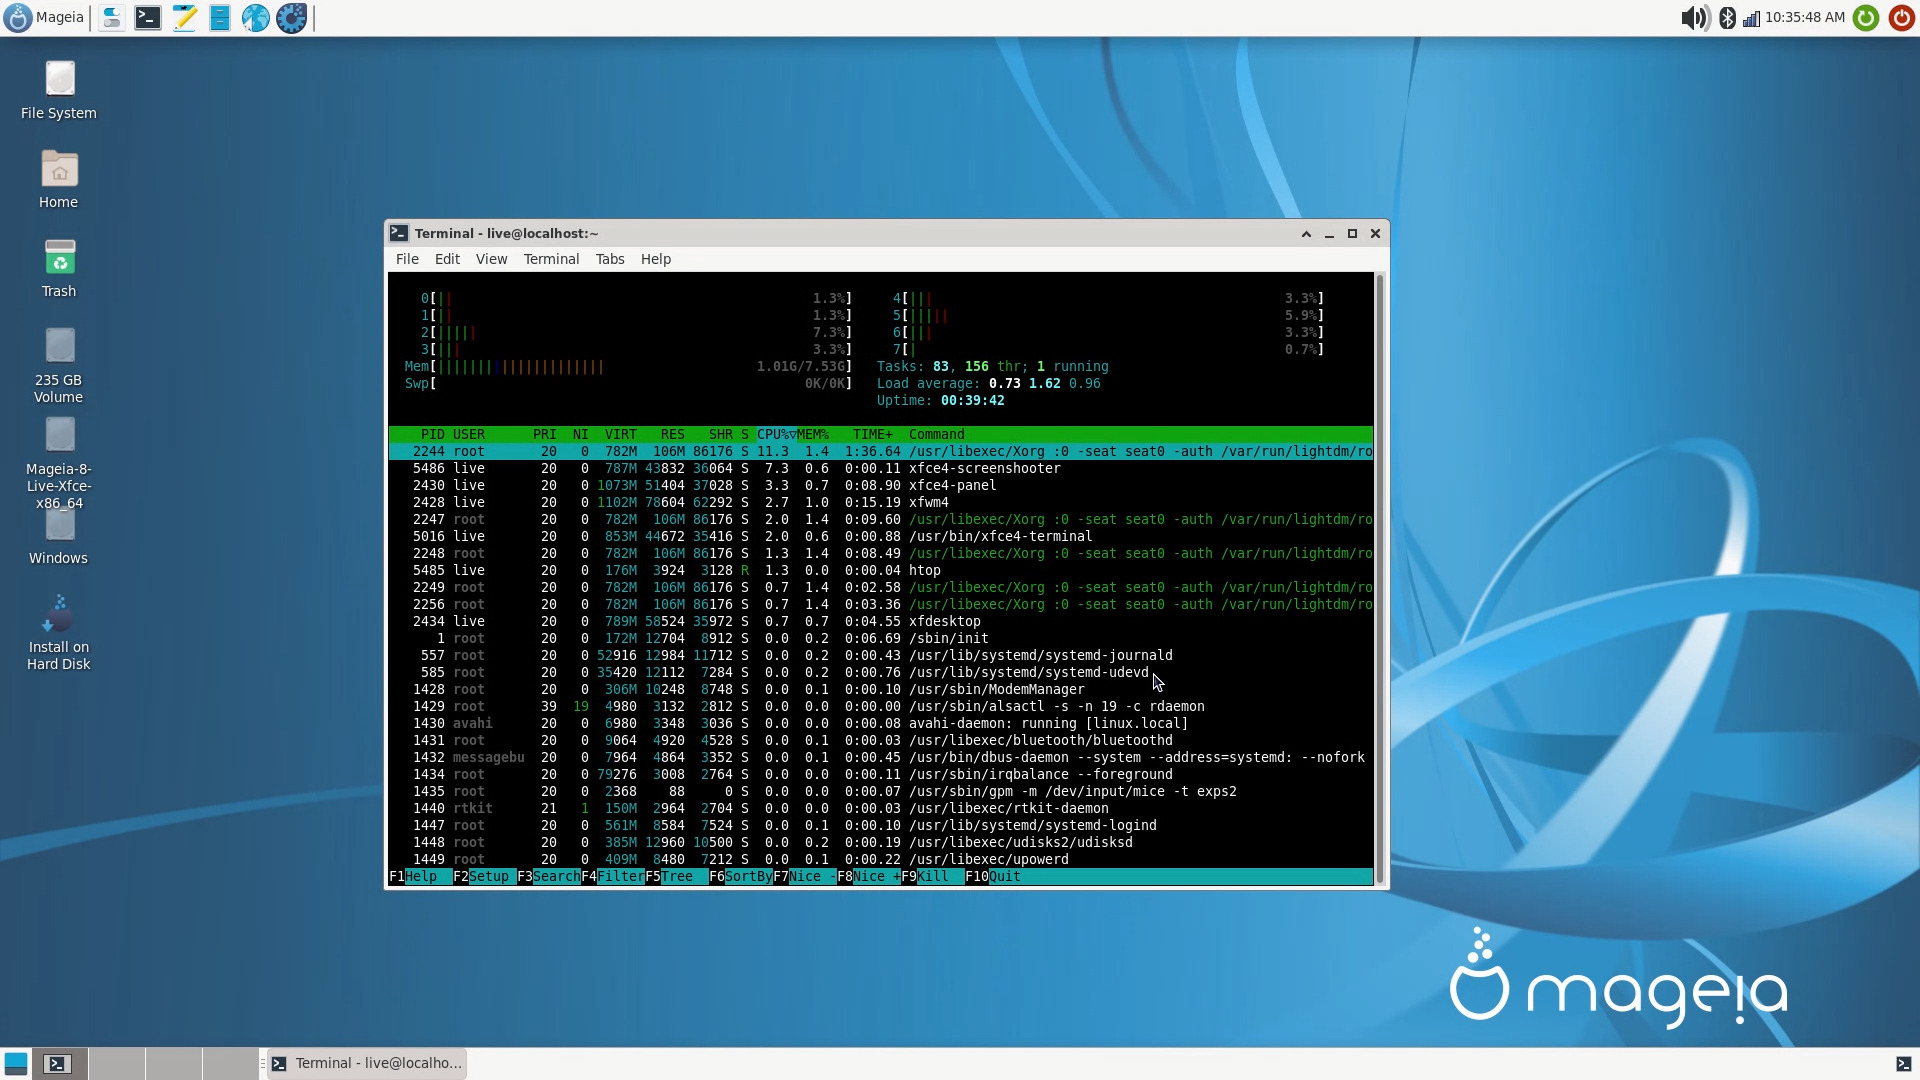 Mageia
10:35:48 AM
File System
Home
Trash
235 GB
Volume
Mageia-8-
Live-Xfce-
x86_64
Windows
Install on
Hard Disk
Terminal - live@localhost:~
File Edit View Terminal Tabs Help
0[|| 1.3%] 4[||| 3.3%]
1[|| 1.3%] 5[||||| 5.9%]
2[||||| 7.3%] 6[||| 3.3%]
3[||| 3.3%] 7[| 0.7%]
Mem[||||||||||||||||||||| 1.01G/7.53G] Tasks: 83, 156 thr; 1 running
Swp[ 0K/0K] Load average: 0.73 1.62 0.96
Uptime: 00:39:42
PID USER PRI NI VIRT RES SHR S CPU%▽MEM% TIME+ Command
2244 root 20 0 782M 106M 86176 S 11.3 1.4 1:36.64 /usr/libexec/Xorg :0 -seat seat0 -auth /var/run/lightdm/ro
5486 live 20 0 787M 43832 36064 S 7.3 0.6 0:00.11 xfce4-screenshooter
2430 live 20 0 1073M 51404 37028 S 3.3 0.7 0:08.90 xfce4-panel
2428 live 20 0 1102M 78604 62292 S 2.7 1.0 0:15.19 xfwm4
2247 root 20 0 782M 106M 86176 S 2.0 1.4 0:09.60 /usr/libexec/Xorg :0 -seat seat0 -auth /var/run/lightdm/ro
5016 live 20 0 853M 44672 35416 S 2.0 0.6 0:00.88 /usr/bin/xfce4-terminal
2248 root 20 0 782M 106M 86176 S 1.3 1.4 0:08.49 /usr/libexec/Xorg :0 -seat seat0 -auth /var/run/lightdm/ro
5485 live 20 0 176M 3924 3128 R 1.3 0.0 0:00.04 htop
2249 root 20 0 782M 106M 86176 S 0.7 1.4 0:02.58 /usr/libexec/Xorg :0 -seat seat0 -auth /var/run/lightdm/ro
2256 root 20 0 782M 106M 86176 S 0.7 1.4 0:03.36 /usr/libexec/Xorg :0 -seat seat0 -auth /var/run/lightdm/ro
2434 live 20 0 789M 58524 35972 S 0.7 0.7 0:04.55 xfdesktop
1 root 20 0 172M 12704 8912 S 0.0 0.2 0:06.69 /sbin/init
557 root 20 0 52916 12984 11712 S 0.0 0.2 0:00.43 /usr/lib/systemd/systemd-journald
585 root 20 0 35420 12112 7284 S 0.0 0.2 0:00.76 /usr/lib/systemd/systemd-udevd
1428 root 20 0 306M 10248 8748 S 0.0 0.1 0:00.10 /usr/sbin/ModemManager
1429 root 39 19 4980 3132 2812 S 0.0 0.0 0:00.00 /usr/sbin/alsactl -s -n 19 -c rdaemon
1430 avahi 20 0 6980 3348 3036 S 0.0 0.0 0:00.08 avahi-daemon: running [linux.local]
1431 root 20 0 9064 4920 4528 S 0.0 0.1 0:00.03 /usr/libexec/bluetooth/bluetoothd
1432 messagebu 20 0 7964 4864 3352 S 0.0 0.1 0:00.45 /usr/bin/dbus-daemon --system --address=systemd: --nofork
1434 root 20 0 79276 3008 2764 S 0.0 0.0 0:00.11 /usr/sbin/irqbalance --foreground
1435 root 20 0 2368 88 0 S 0.0 0.0 0:00.07 /usr/sbin/gpm -m /dev/input/mice -t exps2
1440 rtkit 21 1 150M 2964 2704 S 0.0 0.0 0:00.03 /usr/libexec/rtkit-daemon
1447 root 20 0 561M 8584 7524 S 0.0 0.1 0:00.10 /usr/lib/systemd/systemd-logind
1448 root 20 0 385M 12960 10500 S 0.0 0.2 0:00.19 /usr/libexec/udisks2/udisksd
1449 root 20 0 409M 8480 7212 S 0.0 0.1 0:00.22 /usr/libexec/upowerd
F1Help F2Setup F3SearchF4FilterF5Tree F6SortByF7Nice -F8Nice +F9Kill F10Quit
mageia
Terminal - live@localho...